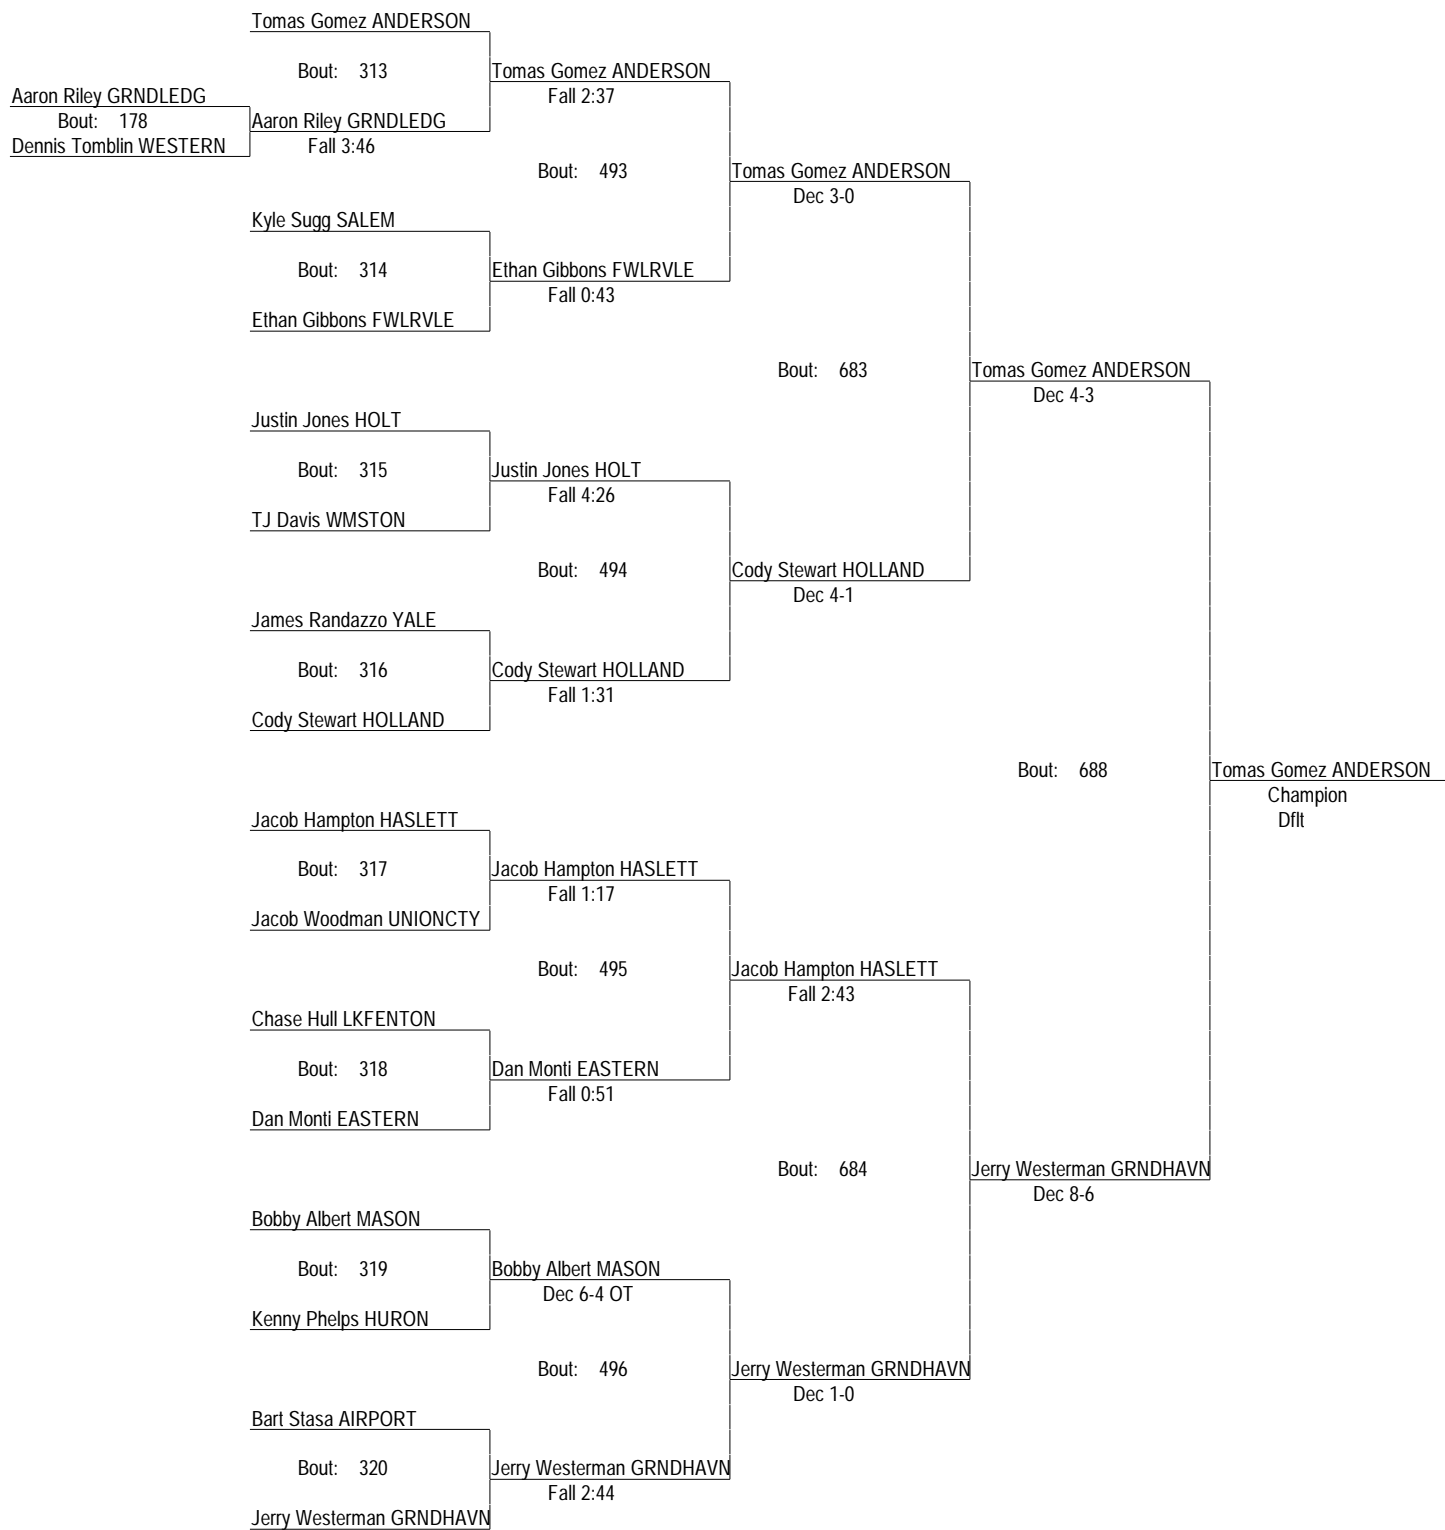 Tomas Gomez ANDERSON
Bout: 313
Tomas Gomez ANDERSON
Fall 2:37
Aaron Riley GRNDLEDG
Bout: 178
Dennis Tomblin WESTERN
Aaron Riley GRNDLEDG
Fall 3:46
Bout: 493
Tomas Gomez ANDERSON
Dec 3-0
Kyle Sugg SALEM
Bout: 314
Ethan Gibbons FWLRVLE
Fall 0:43
Ethan Gibbons FWLRVLE
Bout: 683
Tomas Gomez ANDERSON
Dec 4-3
Justin Jones HOLT
Bout: 315
Justin Jones HOLT
Fall 4:26
TJ Davis WMSTON
Bout: 494
Cody Stewart HOLLAND
Dec 4-1
James Randazzo YALE
Bout: 316
Cody Stewart HOLLAND
Fall 1:31
Cody Stewart HOLLAND
Bout: 688
Tomas Gomez ANDERSON
Champion
Dflt
Jacob Hampton HASLETT
Bout: 317
Jacob Hampton HASLETT
Fall 1:17
Jacob Woodman UNIONCTY
Bout: 495
Jacob Hampton HASLETT
Fall 2:43
Chase Hull LKFENTON
Bout: 318
Dan Monti EASTERN
Fall 0:51
Dan Monti EASTERN
Bout: 684
Jerry Westerman GRNDHAVN
Dec 8-6
Bobby Albert MASON
Bout: 319
Bobby Albert MASON
Dec 6-4 OT
Kenny Phelps HURON
Bout: 496
Jerry Westerman GRNDHAVN
Dec 1-0
Bart Stasa AIRPORT
Bout: 320
Jerry Westerman GRNDHAVN
Fall 2:44
Jerry Westerman GRNDHAVN